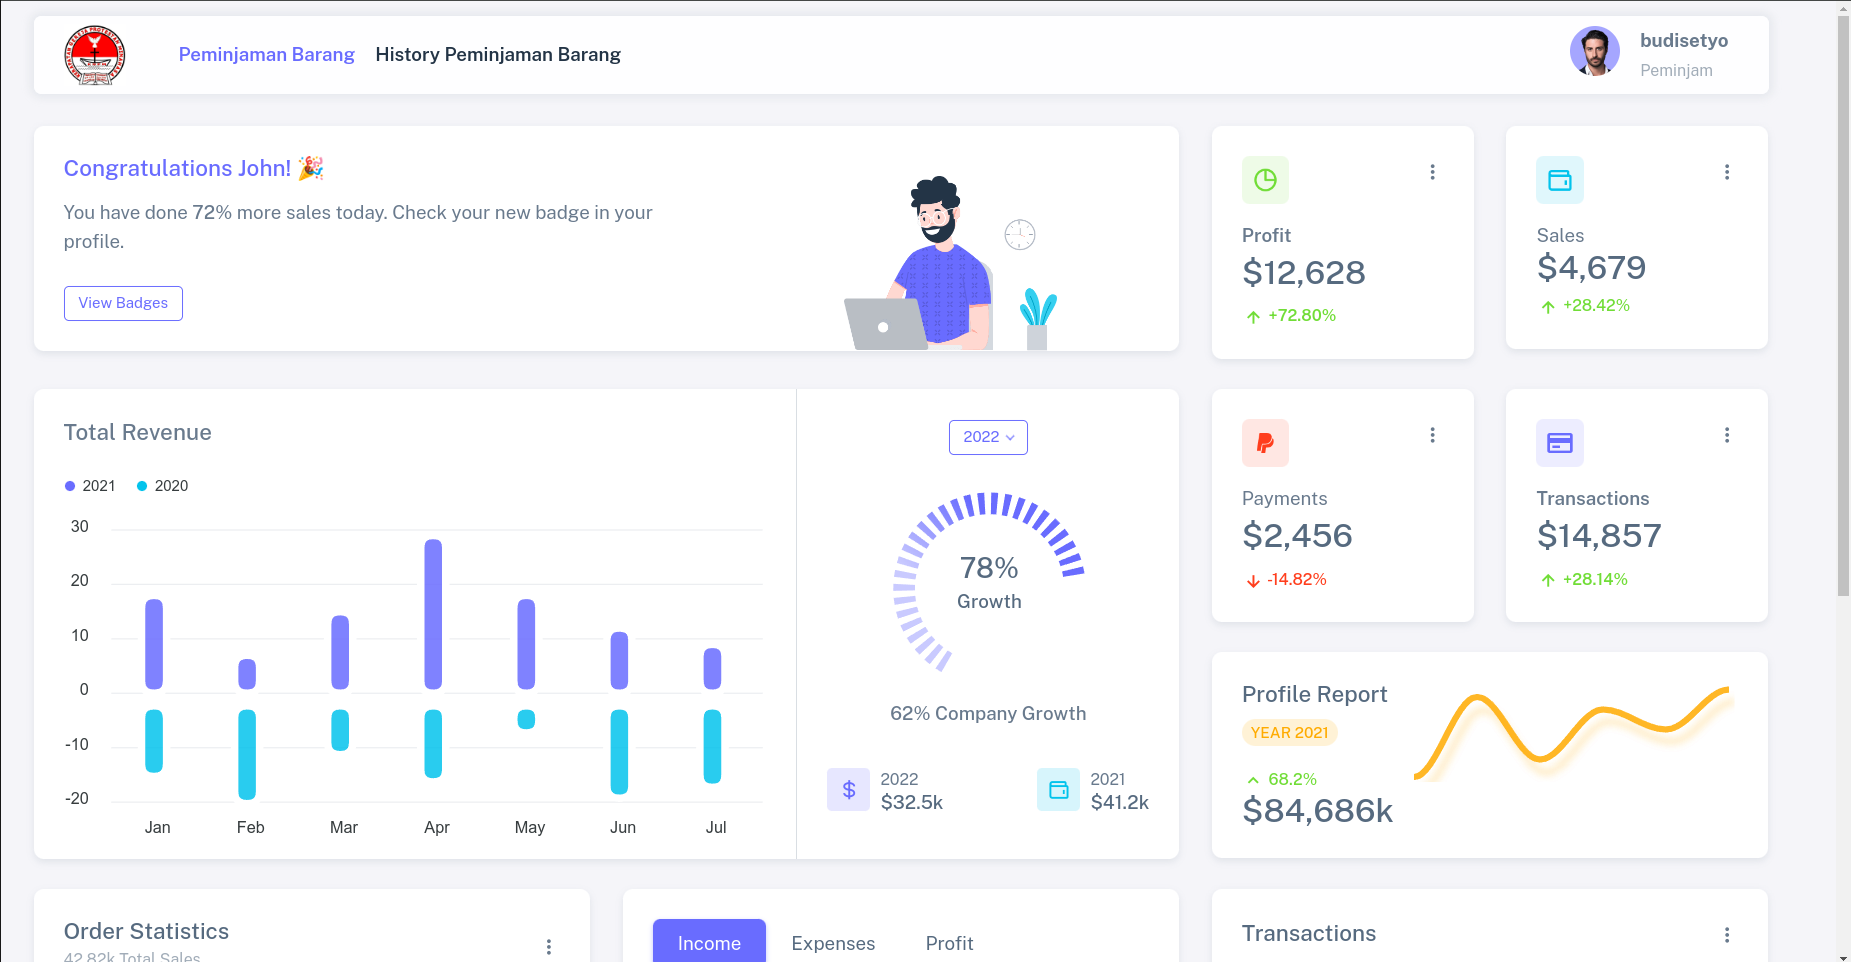 Peminjaman Barang
History Peminjaman Barang
budisetyo
Peminjam
Congratulations John! 🎉
You have done 72% more sales today. Check your new badge in your
profile.
View Badges
Profit
$12,628
+72.80%
Sales
$4,679
+28.42%
Total Revenue
2021
2020
30
20
10
0
-10
-20
Jan
Feb
Mar
Apr
May
Jun
Jul
2022
78%
Growth
62% Company Growth
2022
$32.5k
2021
$41.2k
Payments
$2,456
-14.82%
Transactions
$14,857
+28.14%
Profile Report
YEAR 2021
68.2%
$84,686k
Order Statistics
42.82k Total Sales
Income
Expenses
Profit
Transactions